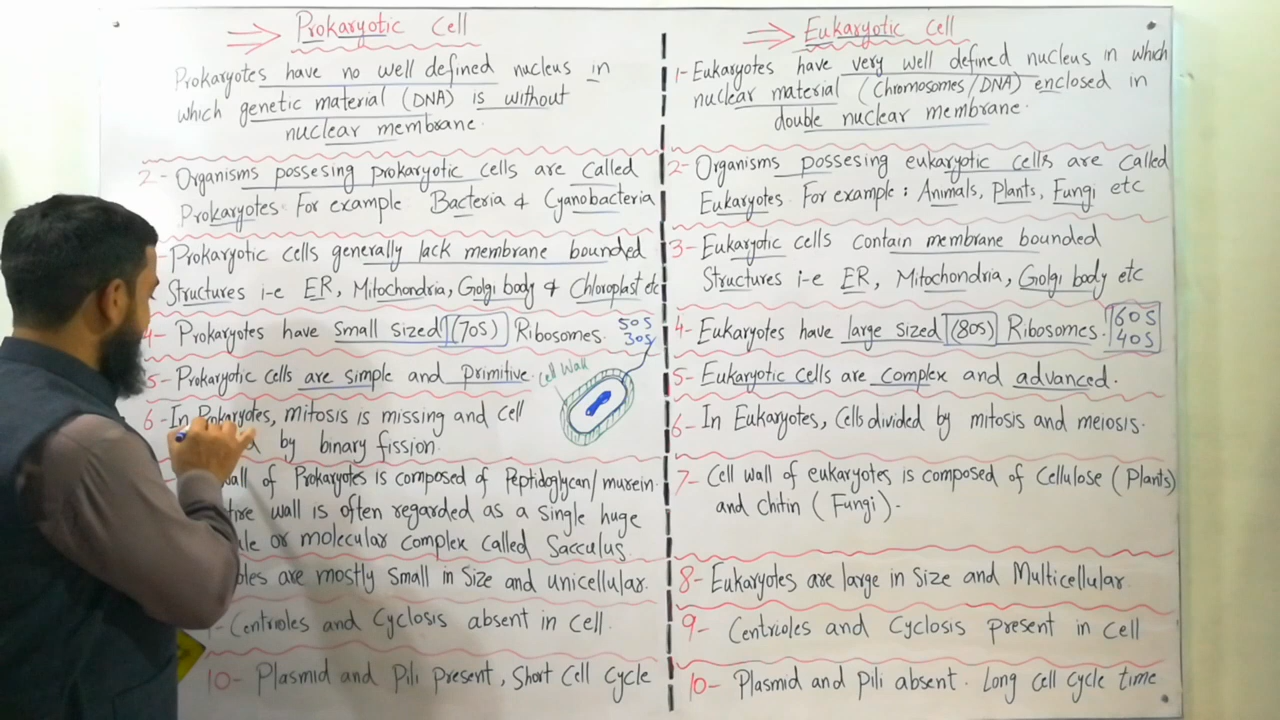 Prokaryotic Cell
Prokaryotes have no well defined nucleus in
which genetic material (DNA) is without
nuclear membrane.
2- Organisms possesing prokaryotic cells are called
Prokaryotes. For example Bacteria & Cyanobacteria
Prokaryotic cells generally lack membrane bounded
Structures i-e ER, Mitochondria, Golgi body & Chloroplast etc
4- Prokaryotes have small sized (70S) Ribosomes.
50S
30S
5- Prokaryotic cells are simple and primitive.
Cell Wall
6- In Prokaryotes, mitosis is missing and cell
by binary fission.
of Prokaryotes is composed of Peptidoglycan/murein.
wall is often regarded as a single huge
or molecular complex called Sacculus.
are mostly small in size and unicellular.
Centrioles and Cyclosis absent in cell.
10- Plasmid and Pili present, Short Cell Cycle
Eukaryotic Cell
1- Eukaryotes have very well defined nucleus in which
nuclear material (Chromosomes/DNA) enclosed in
double nuclear membrane.
2- Organisms possesing eukaryotic cells are called
Eukaryotes. For example: Animals, Plants, Fungi etc
3- Eukaryotic cells contain membrane bounded
Structures i-e ER, Mitochondria, Golgi body etc
4- Eukaryotes have large sized (80S) Ribosomes.
60S
40S
5- Eukaryotic cells are complex and advanced.
6- In Eukaryotes, Cells divided by mitosis and meiosis.
7- Cell wall of eukaryotes is composed of Cellulose (Plants)
and chitin (Fungi).
8- Eukaryotes are large in size and Multicellular.
9- Centrioles and Cyclosis present in cell
10- Plasmid and pili absent. Long cell cycle time